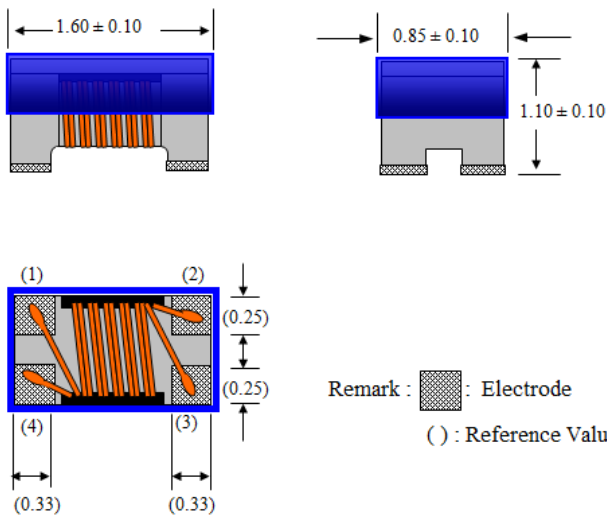 1.60 ± 0.10
0.85 ± 0.10
1.10 ± 0.10
(1) (2)
(0.25)
(0.25)
(4) (3)
(0.33) (0.33)
Remark : : Electrode
( ) : Reference Valu